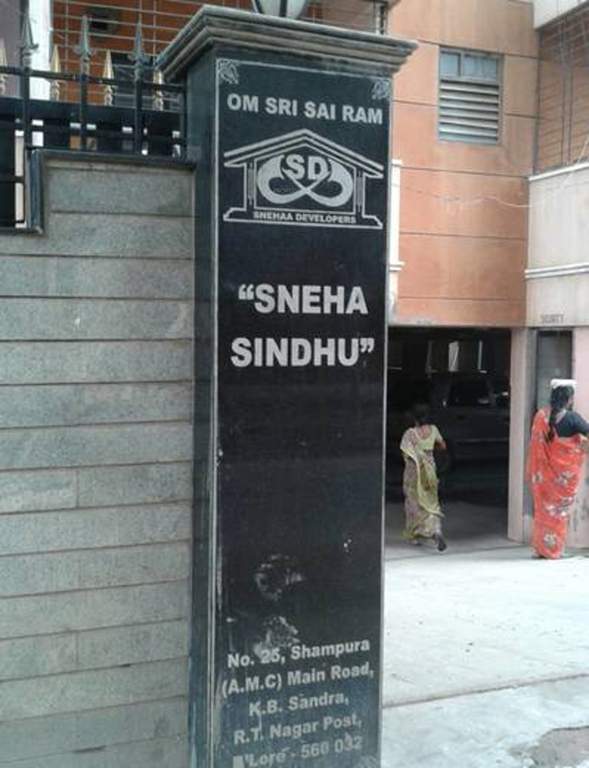 OM SRI SAI RAM
SD
SNEHAA DEVELOPERS
"SNEHA
SINDHU"
No. 25, Shampura
(A.M.C) Main Road,
K.B. Sandra,
R.T. Nagar Post,
B'Lore - 560 032